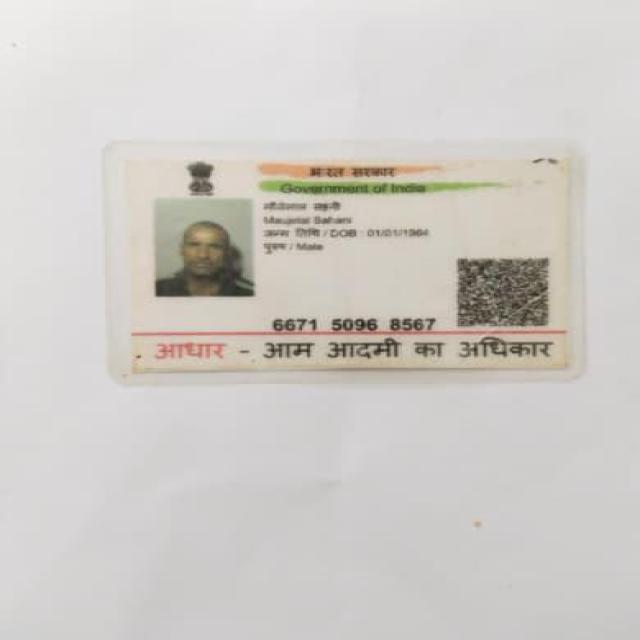 भारत सरकार
Government of India
मौजेलाल सहनी
Maujelal Sahani
जन्म तिथि / DOB : 01/01/1964
पुरुष / Male
6671 5096 8567
आधार - आम आदमी का अधिकार